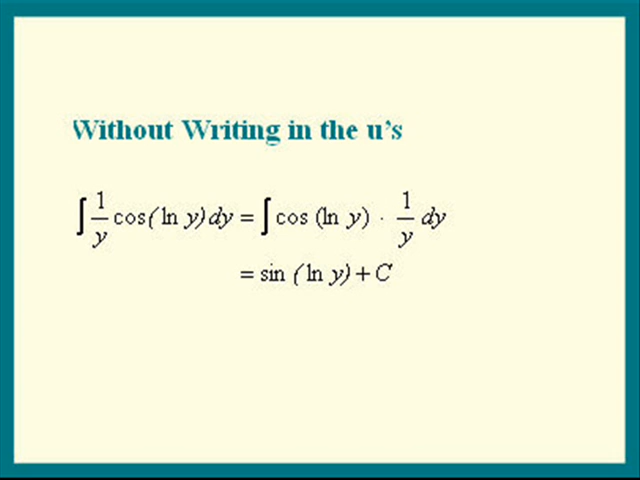 Without Writing in the u's
∫ 1/y cos(ln y)dy = ∫ cos (ln y) · 1/y dy
= sin (ln y) + C